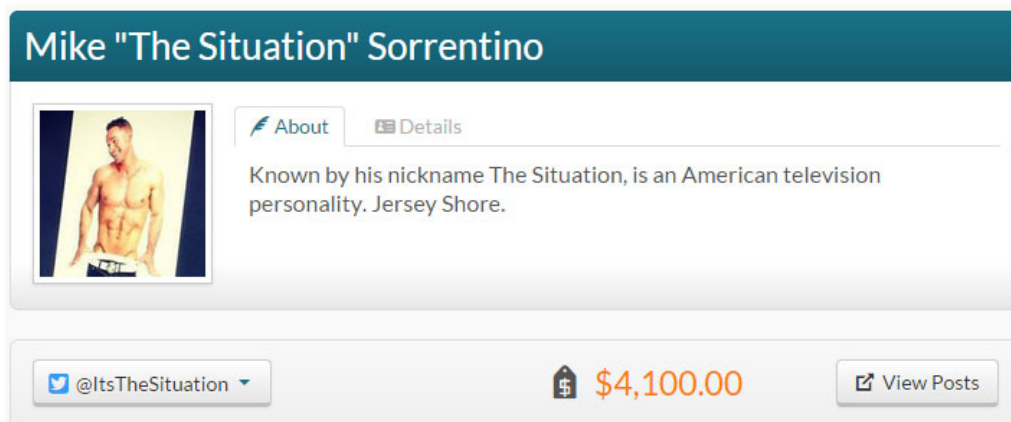 Mike "The Situation" Sorrentino
About
Details
Known by his nickname The Situation, is an American television
personality. Jersey Shore.
@ItsTheSituation
$4,100.00
View Posts